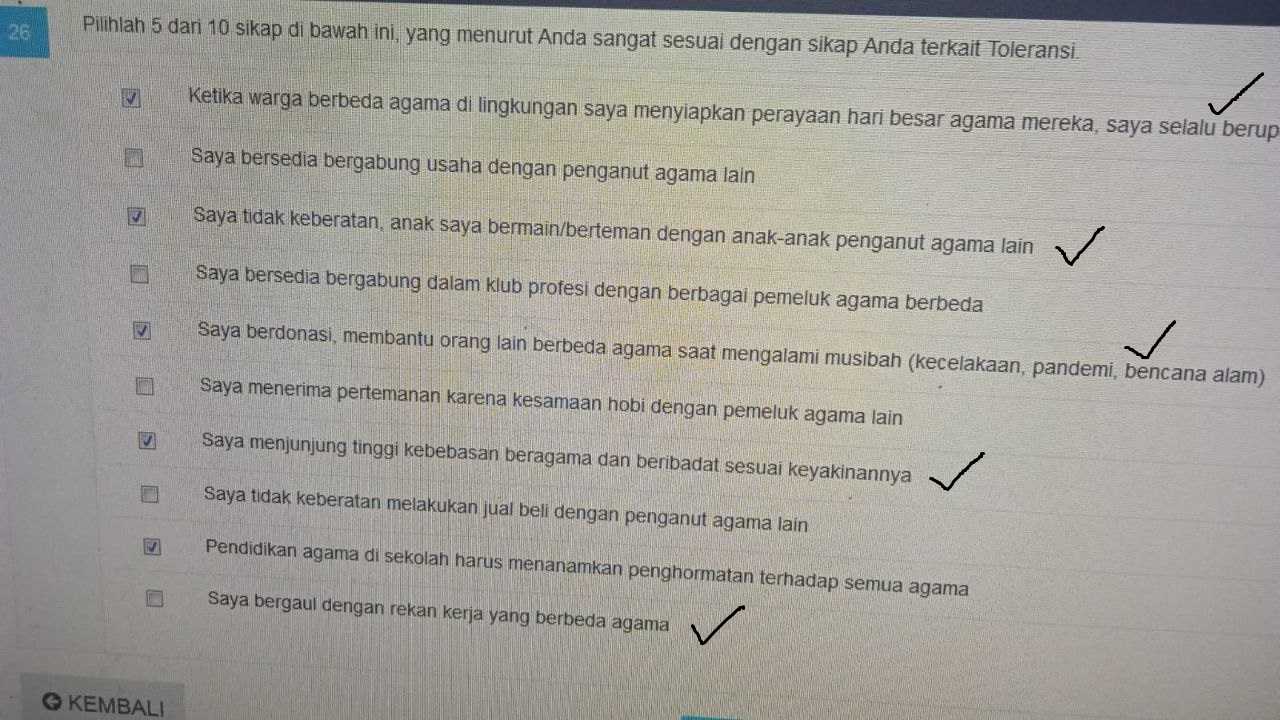 26
Pilihlah 5 dari 10 sikap di bawah ini, yang menurut Anda sangat sesuai dengan sikap Anda terkait Toleransi.
Ketika warga berbeda agama di lingkungan saya menyiapkan perayaan hari besar agama mereka, saya selalu berup
Saya bersedia bergabung usaha dengan penganut agama lain
Saya tidak keberatan, anak saya bermain/berteman dengan anak-anak penganut agama lain
Saya bersedia bergabung dalam klub profesi dengan berbagai pemeluk agama berbeda
Saya berdonasi, membantu orang lain berbeda agama saat mengalami musibah (kecelakaan, pandemi, bencana alam)
Saya menerima pertemanan karena kesamaan hobi dengan pemeluk agama lain
Saya menjunjung tinggi kebebasan beragama dan beribadat sesuai keyakinannya
Saya tidak keberatan melakukan jual beli dengan penganut agama lain
Pendidikan agama di sekolah harus menanamkan penghormatan terhadap semua agama
Saya bergaul dengan rekan kerja yang berbeda agama
KEMBALI